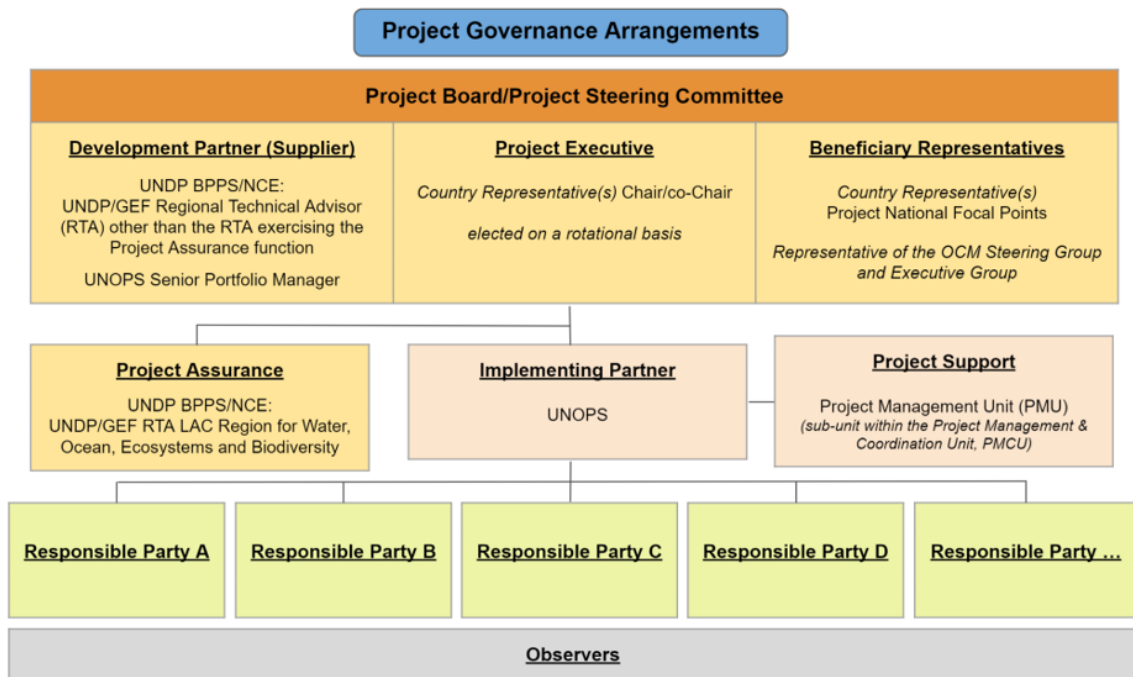 Project Governance Arrangements
Project Board/Project Steering Committee
Development Partner (Supplier)
UNDP BPPS/NCE:
UNDP/GEF Regional Technical Advisor
(RTA) other than the RTA exercising the
Project Assurance function
UNOPS Senior Portfolio Manager
Project Executive
Country Representative(s) Chair/co-Chair
elected on a rotational basis
Beneficiary Representatives
Country Representative(s)
Project National Focal Points
Representative of the OCM Steering Group
and Executive Group
Project Assurance
UNDP BPPS/NCE:
UNDP/GEF RTA LAC Region for Water,
Ocean, Ecosystems and Biodiversity
Implementing Partner
UNOPS
Project Support
Project Management Unit (PMU)
(sub-unit within the Project Management &
Coordination Unit, PMCU)
Responsible Party A
Responsible Party B
Responsible Party C
Responsible Party D
Responsible Party …
Observers